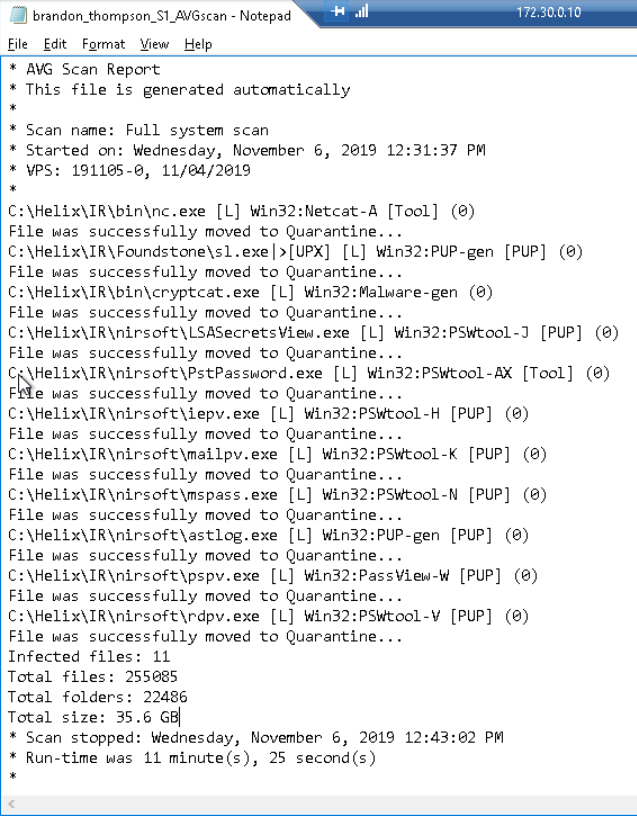 brandon_thompson_S1_AVGscan - Notepad
172.30.0.10
File Edit Format View Help
* AVG Scan Report
* This file is generated automatically
*
* Scan name: Full system scan
* Started on: Wednesday, November 6, 2019 12:31:37 PM
* VPS: 191105-0, 11/04/2019
*
C:\Helix\IR\bin\nc.exe [L] Win32:Netcat-A [Tool] (0)
File was successfully moved to Quarantine...
C:\Helix\IR\Foundstone\sl.exe|>[UPX] [L] Win32:PUP-gen [PUP] (0)
File was successfully moved to Quarantine...
C:\Helix\IR\bin\cryptcat.exe [L] Win32:Malware-gen (0)
File was successfully moved to Quarantine...
C:\Helix\IR\nirsoft\LSASecretsView.exe [L] Win32:PSWtool-J [PUP] (0)
File was successfully moved to Quarantine...
C:\Helix\IR\nirsoft\PstPassword.exe [L] Win32:PSWtool-AX [Tool] (0)
File was successfully moved to Quarantine...
C:\Helix\IR\nirsoft\iepv.exe [L] Win32:PSWtool-H [PUP] (0)
File was successfully moved to Quarantine...
C:\Helix\IR\nirsoft\mailpv.exe [L] Win32:PSWtool-K [PUP] (0)
File was successfully moved to Quarantine...
C:\Helix\IR\nirsoft\mspass.exe [L] Win32:PSWtool-N [PUP] (0)
File was successfully moved to Quarantine...
C:\Helix\IR\nirsoft\astlog.exe [L] Win32:PUP-gen [PUP] (0)
File was successfully moved to Quarantine...
C:\Helix\IR\nirsoft\pspv.exe [L] Win32:PassView-W [PUP] (0)
File was successfully moved to Quarantine...
C:\Helix\IR\nirsoft\rdpv.exe [L] Win32:PSWtool-V [PUP] (0)
File was successfully moved to Quarantine...
Infected files: 11
Total files: 255085
Total folders: 22486
Total size: 35.6 GB
* Scan stopped: Wednesday, November 6, 2019 12:43:02 PM
* Run-time was 11 minute(s), 25 second(s)
*